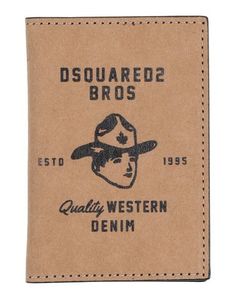 DSQUARED2
BROS
ESTD 1995
Quality WESTERN
DENIM